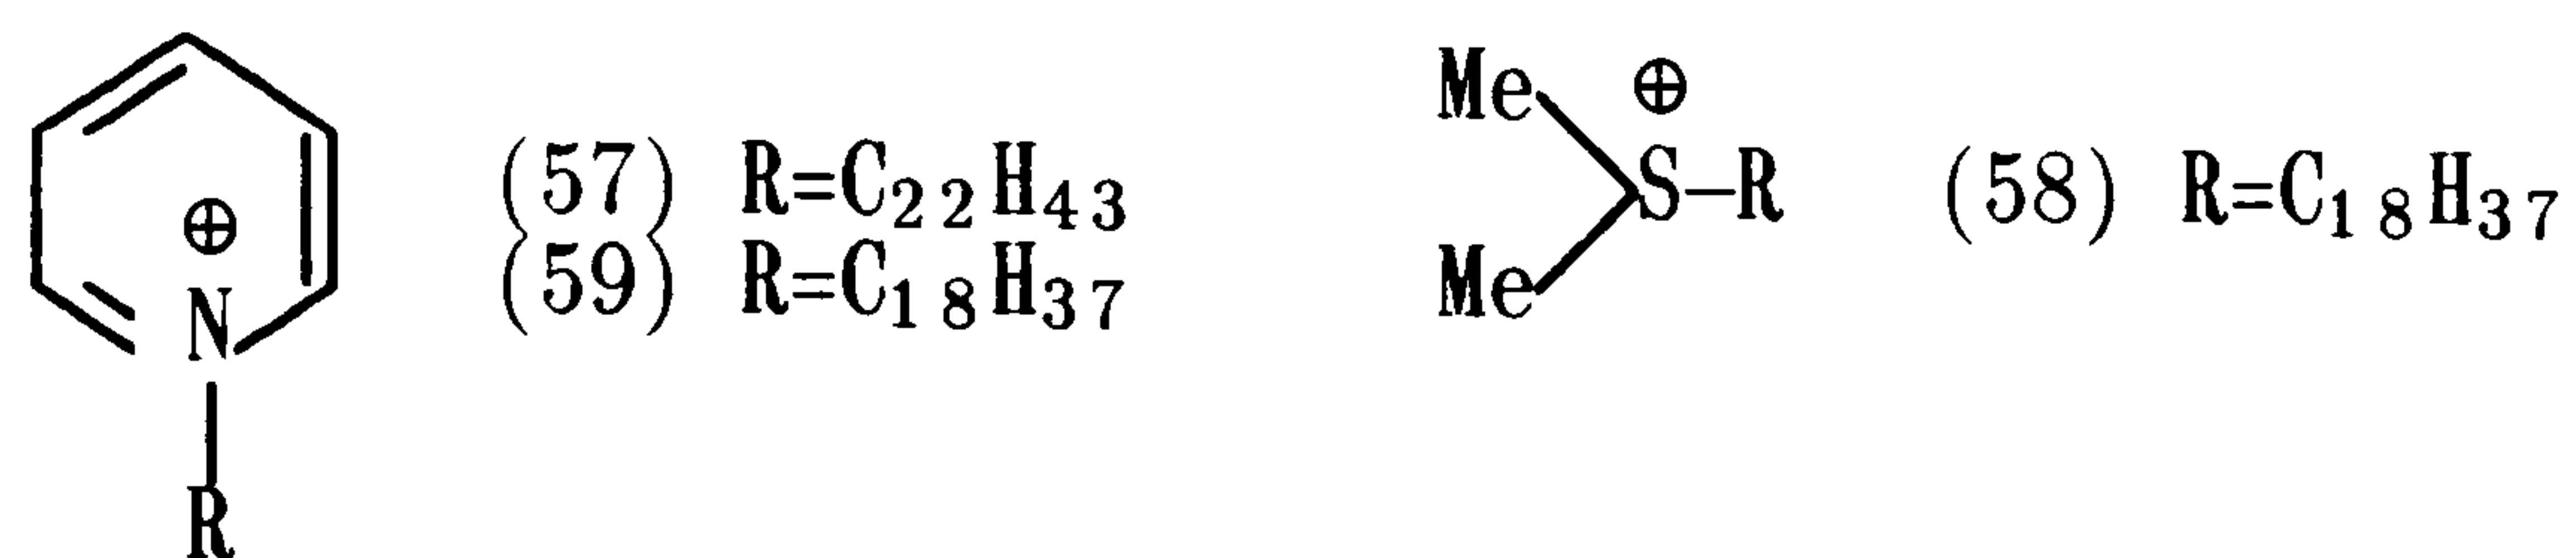 Me ⊕
(57) R=C₂₂H₄₃
S–R (58) R=C₁₈H₃₇
⊕
(59) R=C₁₈H₃₇
Me
N
R